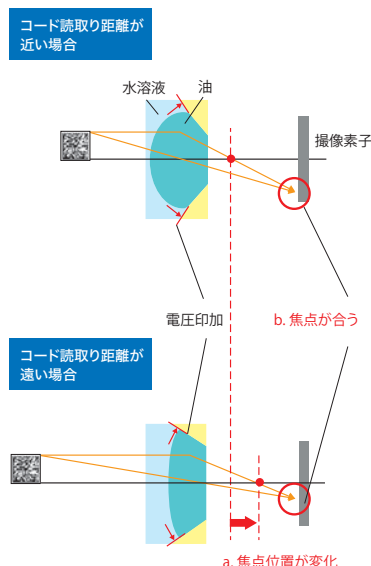 コード読取り距離が
近い場合
水溶液
油
撮像素子
電圧印加
b. 焦点が合う
コード読取り距離が
遠い場合
a. 焦点位置が変化